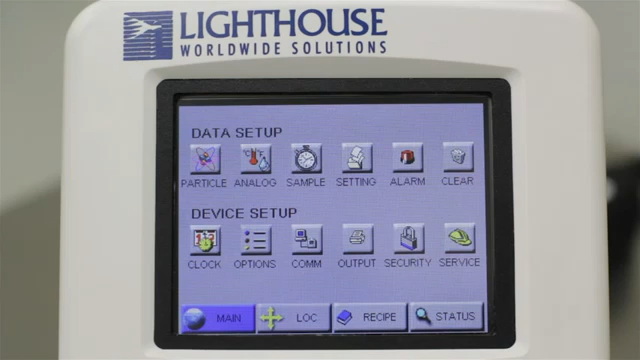 LIGHTHOUSE
WORLDWIDE SOLUTIONS
DATA SETUP
PARTICLE ANALOG SAMPLE SETTING ALARM CLEAR
DEVICE SETUP
CLOCK OPTIONS COMM OUTPUT SECURITY SERVICE
MAIN LOC RECIPE STATUS